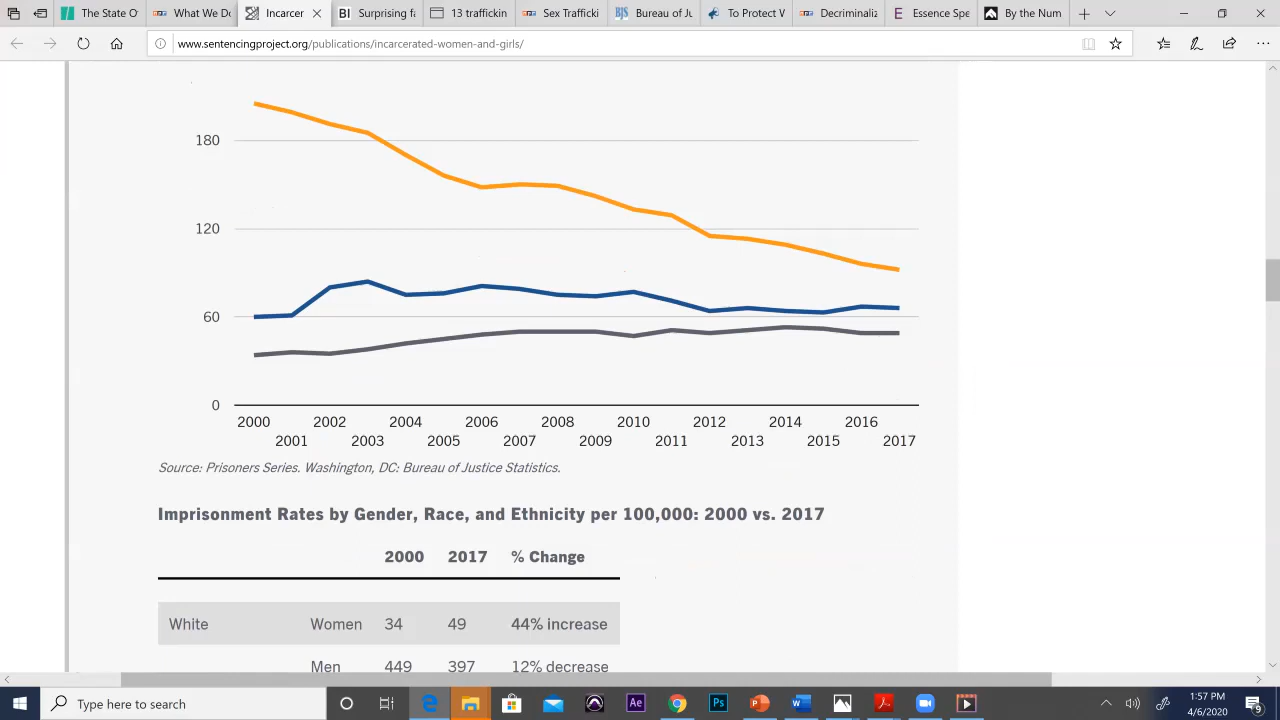 The State O
What We D
Incarcer
Surprising fa
13 traffick
Sex Traffick
Bureau of Ju
To Protect V
Decriminaliz
Essence Spe
By the Num
www.sentencingproject.org/publications/incarcerated-women-and-girls/
180
120
60
0
2000 2002 2004 2006 2008 2010 2012 2014 2016
2001 2003 2005 2007 2009 2011 2013 2015 2017
Source: Prisoners Series. Washington, DC: Bureau of Justice Statistics.
Imprisonment Rates by Gender, Race, and Ethnicity per 100,000: 2000 vs. 2017
2000 2017 % Change
White Women 34 49 44% increase
Men 449 397 12% decrease
Type here to search
1:57 PM
4/6/2020